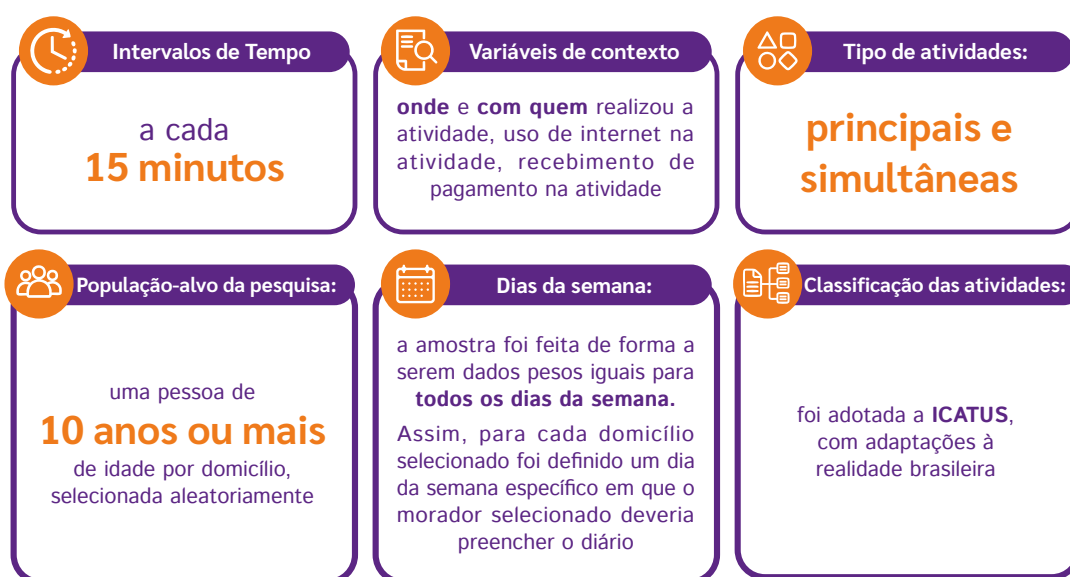 Intervalos de Tempo
a cada
15 minutos
Variáveis de contexto
onde e com quem realizou a
atividade, uso de internet na
atividade, recebimento de
pagamento na atividade
Tipo de atividades:
principais e
simultâneas
População-alvo da pesquisa:
uma pessoa de
10 anos ou mais
de idade por domicílio,
selecionada aleatoriamente
Dias da semana:
a amostra foi feita de forma a
serem dados pesos iguais para
todos os dias da semana.
Assim, para cada domicílio
selecionado foi definido um dia
da semana específico em que o
morador selecionado deveria
preencher o diário
Classificação das atividades:
foi adotada a ICATUS,
com adaptações à
realidade brasileira